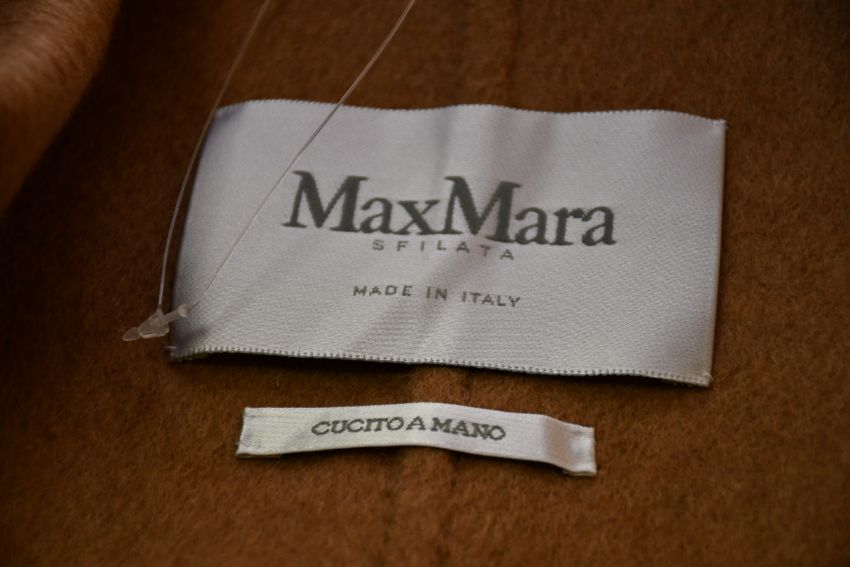 MaxMara
SFILATA
MADE IN ITALY
CUCITO A MANO